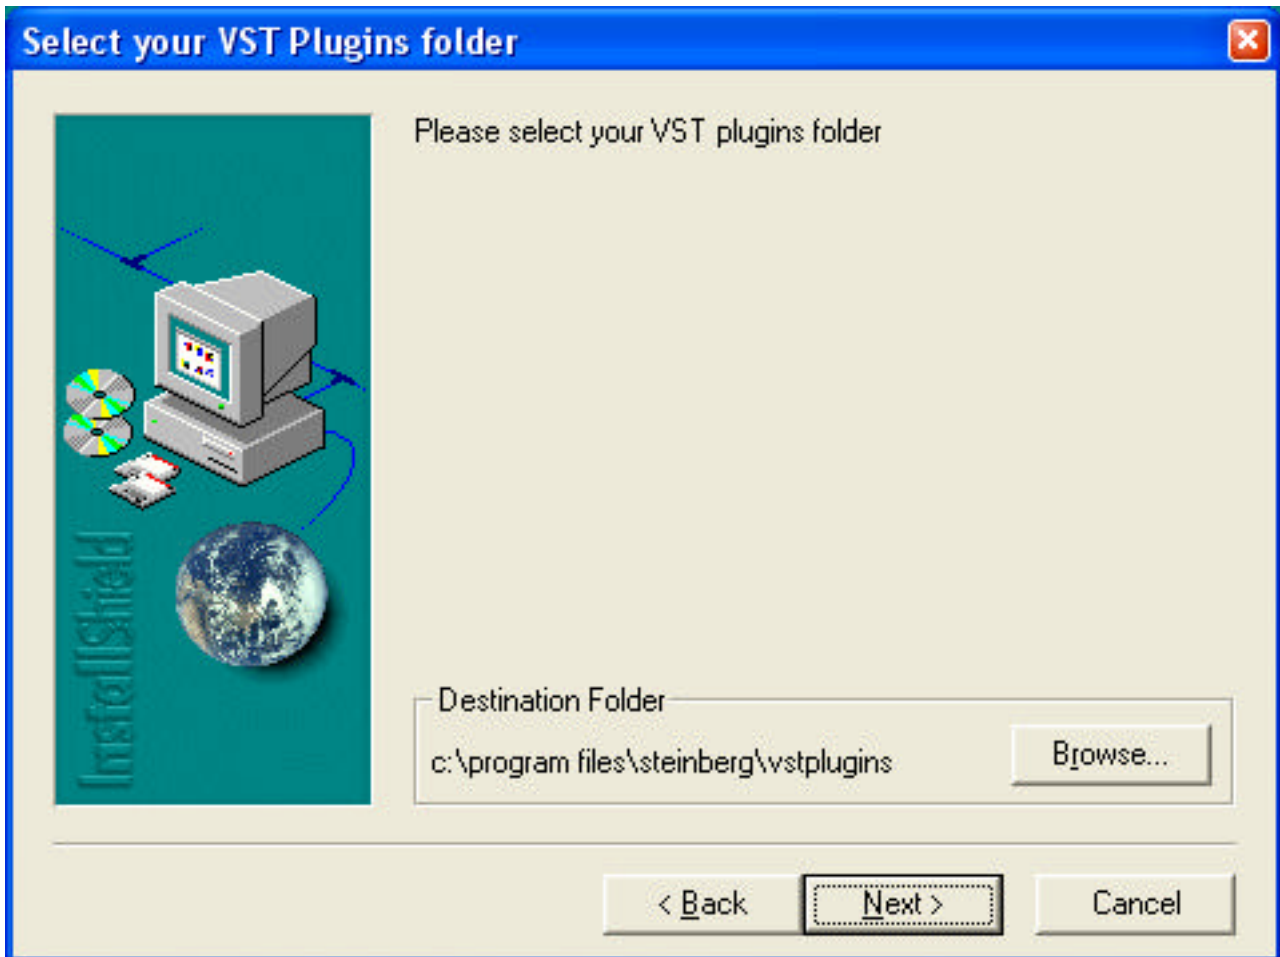 Select your VST Plugins folder
Please select your VST plugins folder
InstallShield
Destination Folder
c:\program files\steinberg\vstplugins
Browse...
< Back
Next >
Cancel